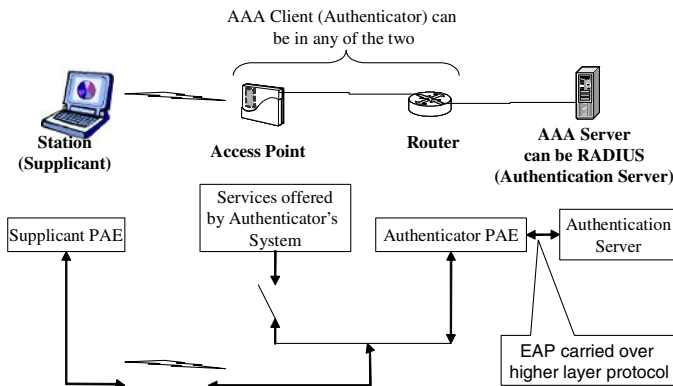 AAA Client (Authenticator) can
be in any of the two
Station
(Supplicant)
Access Point
Router
AAA Server
can be RADIUS
(Authentication Server)
Services offered
by Authenticator's
System
Supplicant PAE
Authenticator PAE
Authentication
Server
EAP carried over
higher layer protocol